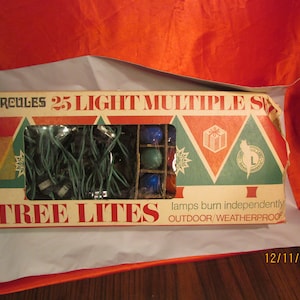 RCULES 25 LIGHT MULTIPLE S
TREE LITES
lamps burn independently
OUTDOOR/WEATHERPROOF
12/11/